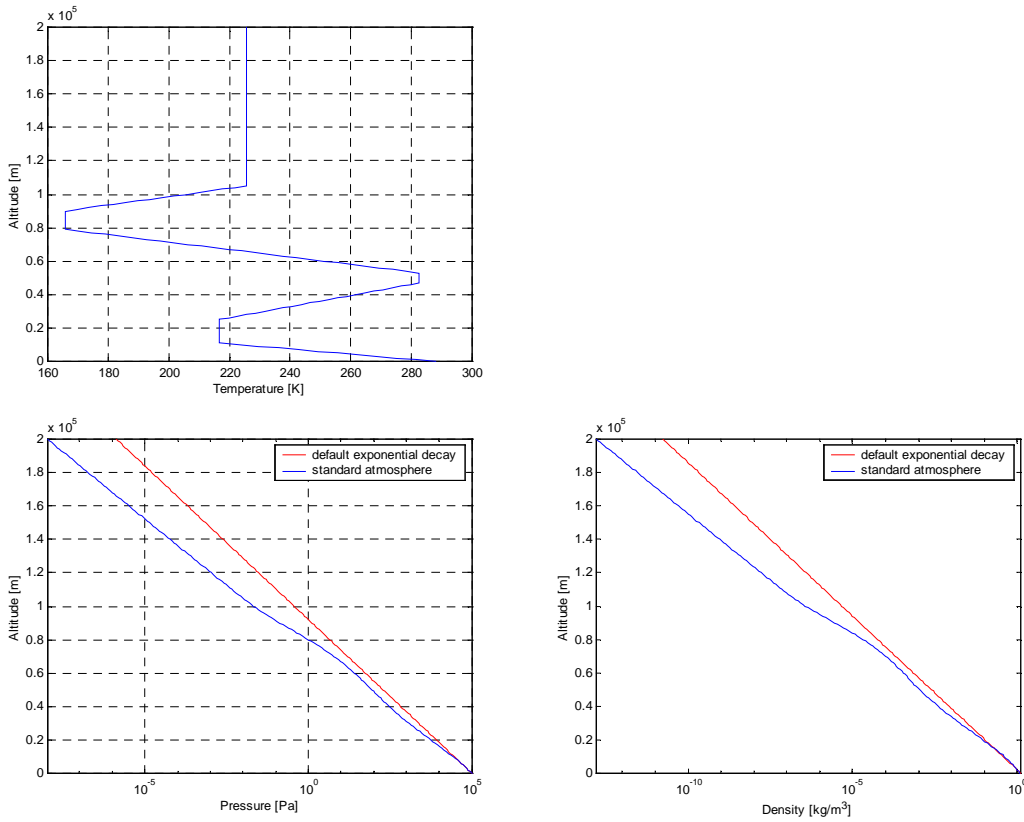 x 10^5
2
1.8
1.6
1.4
1.2
1
0.8
0.6
0.4
0.2
0
Altitude [m]
160 180 200 220 240 260 280 300
Temperature [K]
x 10^5
2
1.8
1.6
1.4
1.2
1
0.8
0.6
0.4
0.2
0
Altitude [m]
default exponential decay
standard atmosphere
10^-5 10^0 10^5
Pressure [Pa]
x 10^5
2
1.8
1.6
1.4
1.2
1
0.8
0.6
0.4
0.2
0
Altitude [m]
default exponential decay
standard atmosphere
10^-10 10^-5 10^0
Density [kg/m^3]